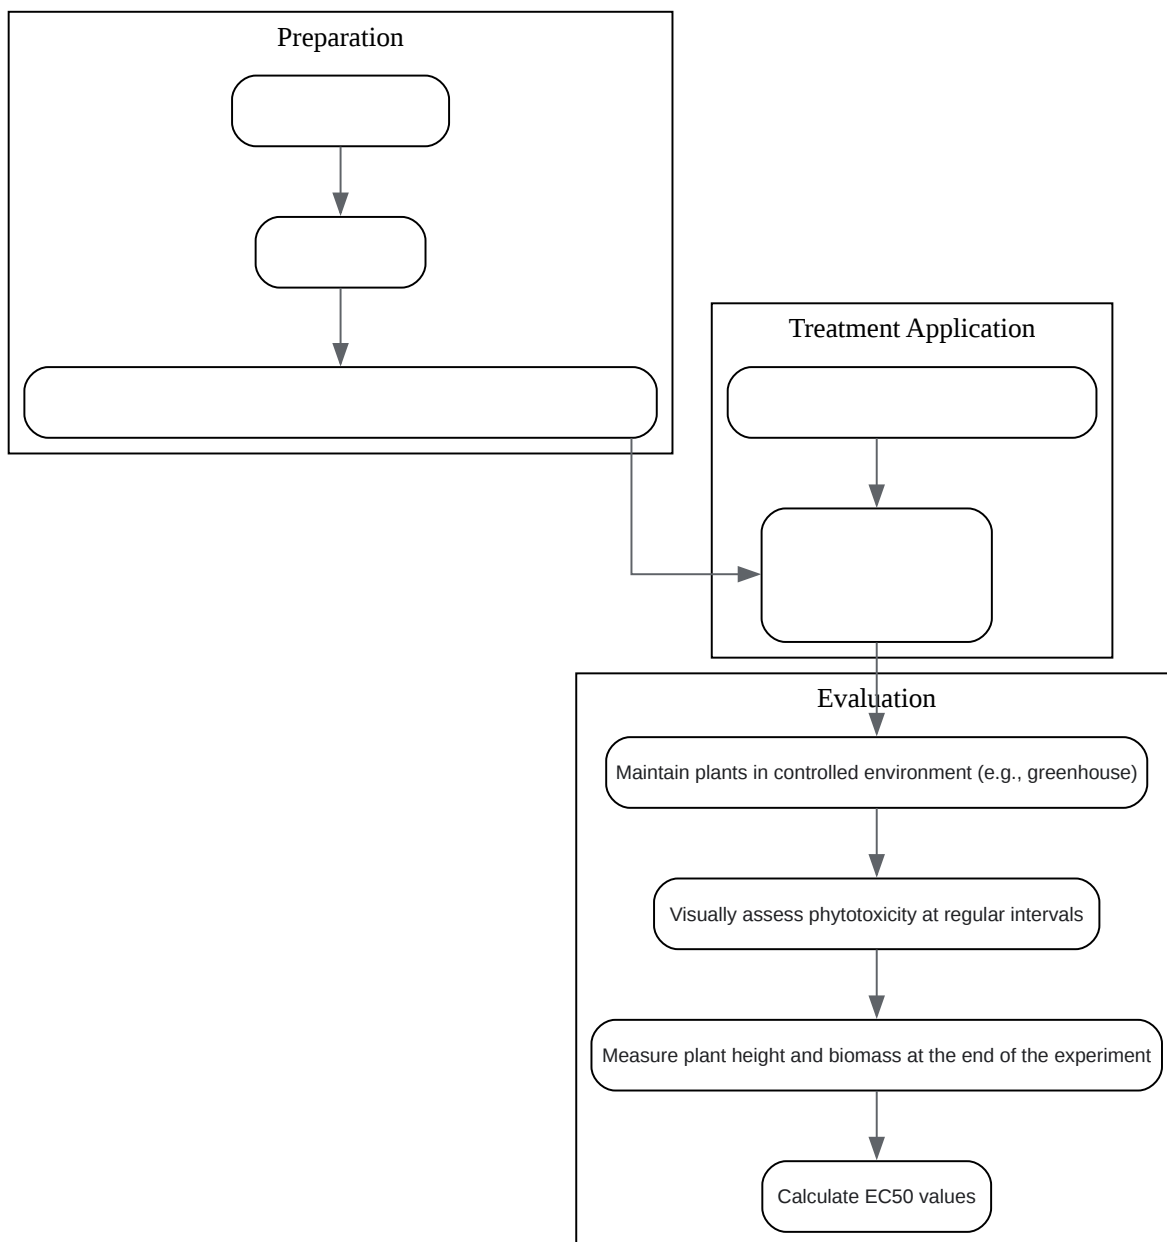 Preparation
Treatment Application
Evaluation
Maintain plants in controlled environment (e.g., greenhouse)
Visually assess phytotoxicity at regular intervals
Measure plant height and biomass at the end of the experiment
Calculate EC50 values